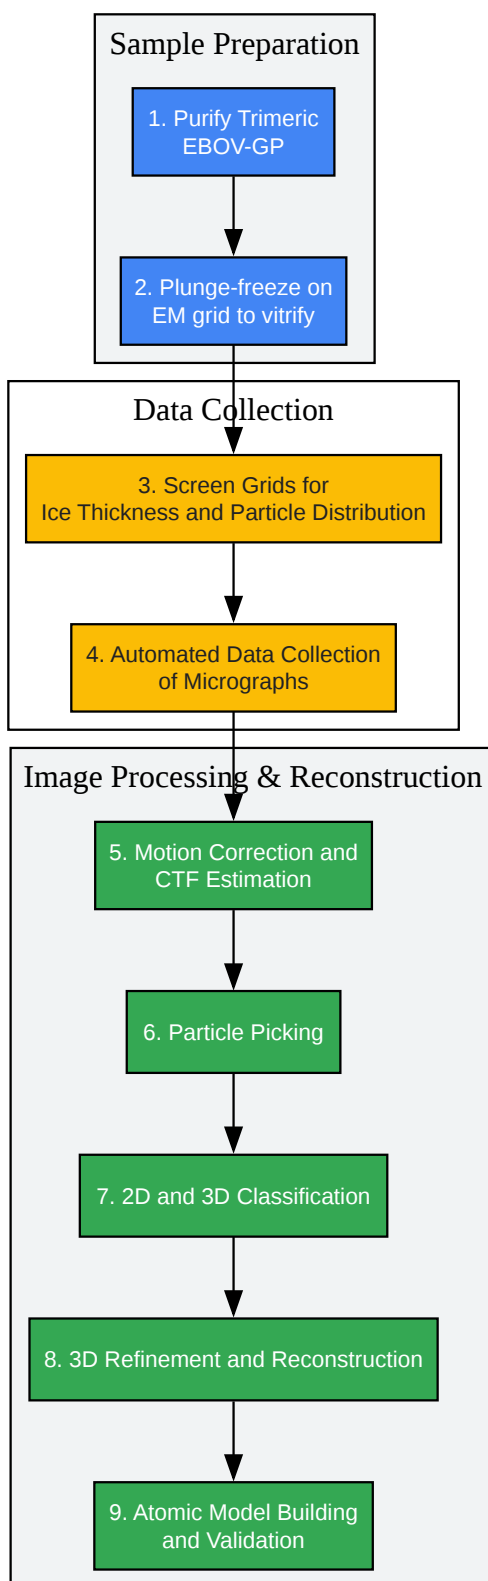 Sample Preparation
1. Purify Trimeric
EBOV-GP
2. Plunge-freeze on
EM grid to vitrify
Data Collection
3. Screen Grids for
Ice Thickness and Particle Distribution
4. Automated Data Collection
of Micrographs
Image Processing & Reconstruction
5. Motion Correction and
CTF Estimation
6. Particle Picking
7. 2D and 3D Classification
8. 3D Refinement and Reconstruction
9. Atomic Model Building
and Validation